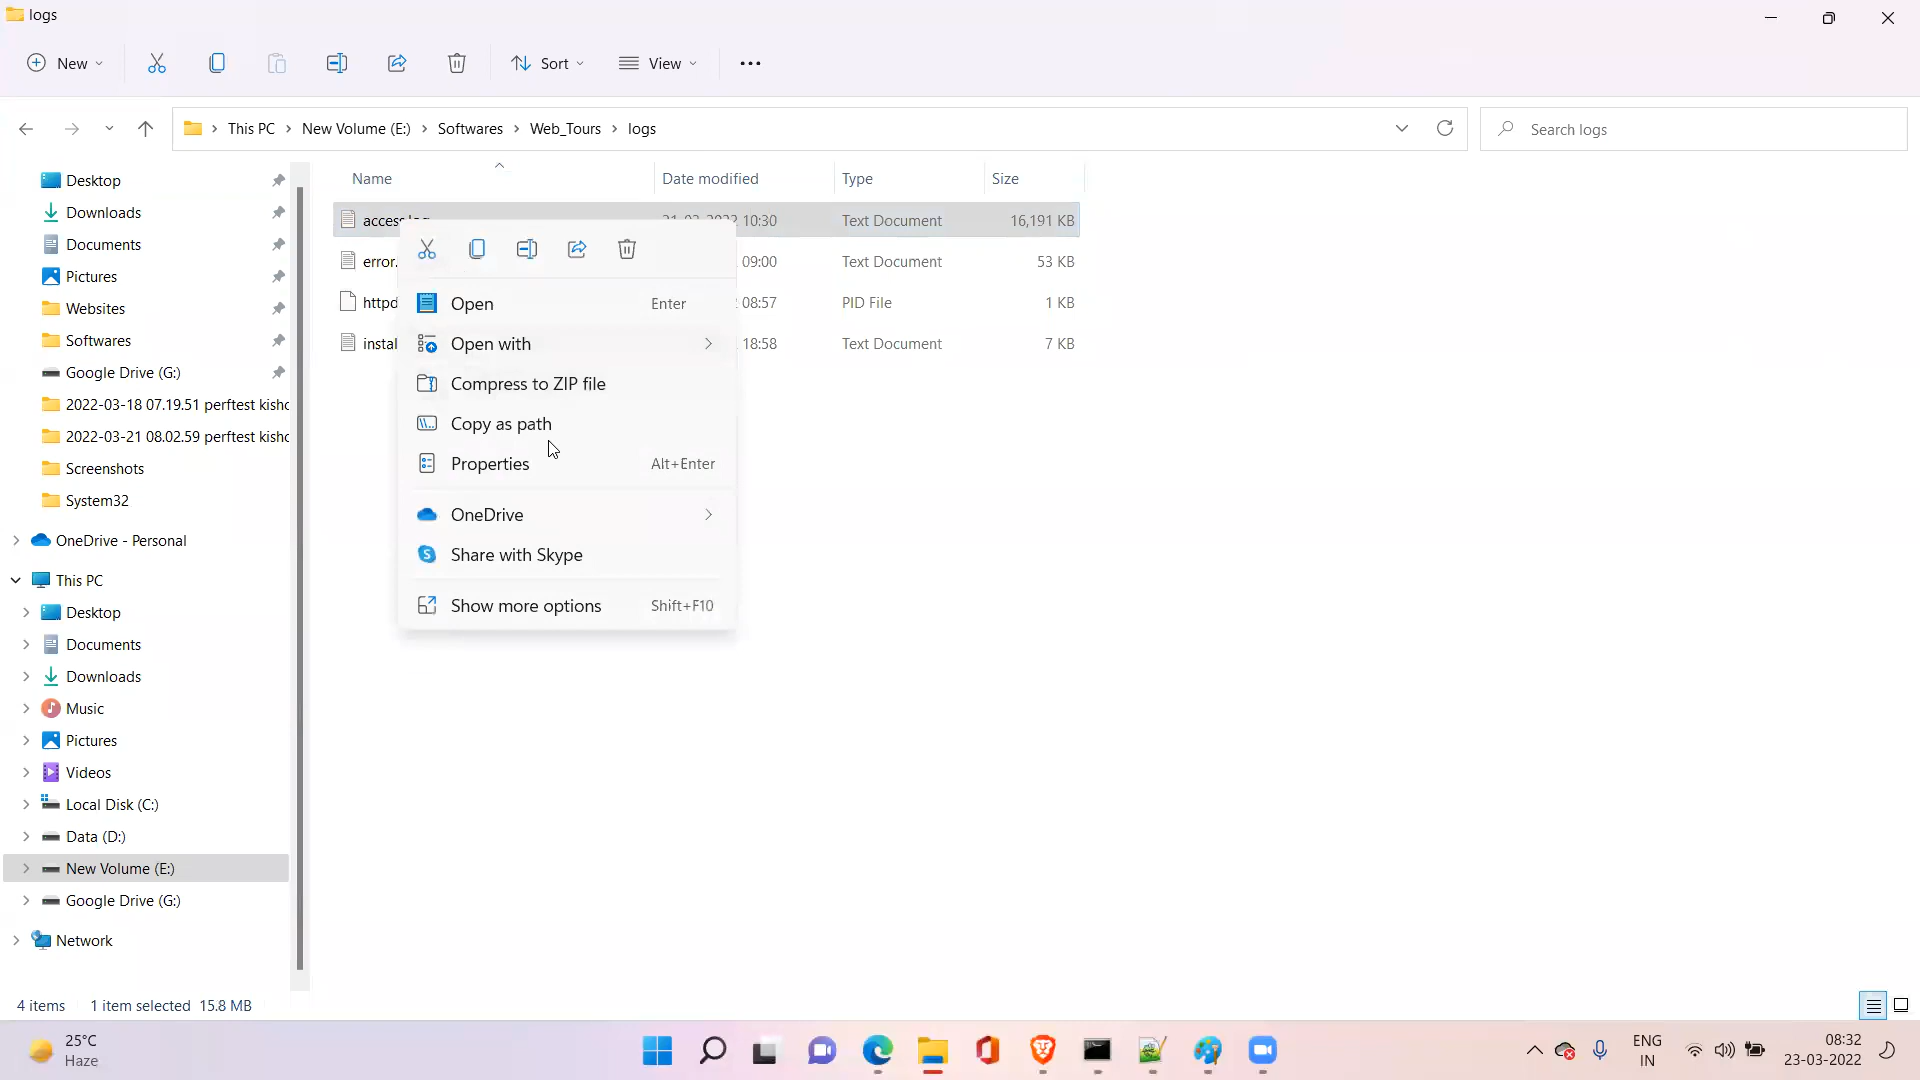 logs
New
Sort
View
This PC
New Volume (E:)
Softwares
Web_Tours
logs
Search logs
Desktop
Downloads
Documents
Pictures
Websites
Softwares
Google Drive (G:)
2022-03-18 07.19.51 perftest kisho
2022-03-21 08.02.59 perftest kisho
Screenshots
System32
OneDrive - Personal
This PC
Desktop
Documents
Downloads
Music
Pictures
Videos
Local Disk (C:)
Data (D:)
New Volume (E:)
Google Drive (G:)
Network
Name Date modified Type Size
access.log 10:30 Text Document 16,191 KB
error. 09:00 Text Document 53 KB
httpd 08:57 PID File 1 KB
instal 18:58 Text Document 7 KB
Open Enter
Open with
Compress to ZIP file
Copy as path
Properties Alt+Enter
OneDrive
Share with Skype
Show more options Shift+F10
4 items 1 item selected 15.8 MB
25°C
Haze
ENG
IN
08:32
23-03-2022